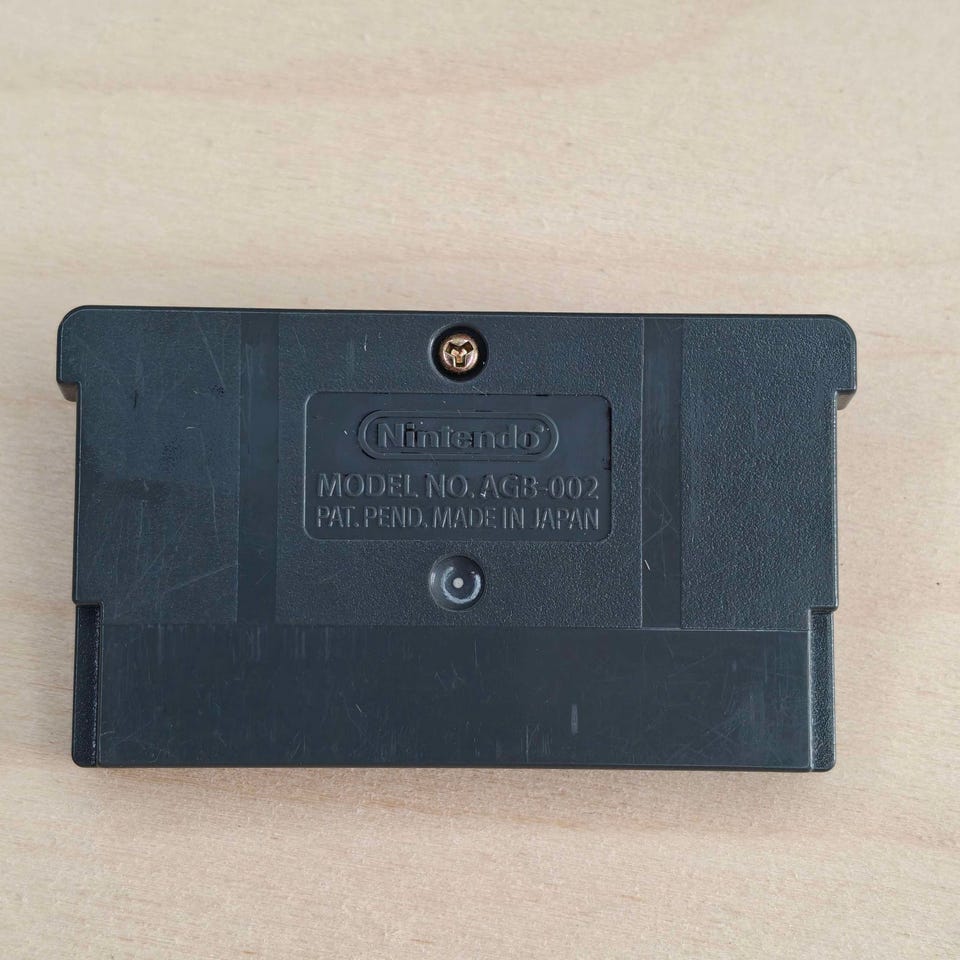 Nintendo
MODEL NO. AGB-002
PAT. PEND. MADE IN JAPAN